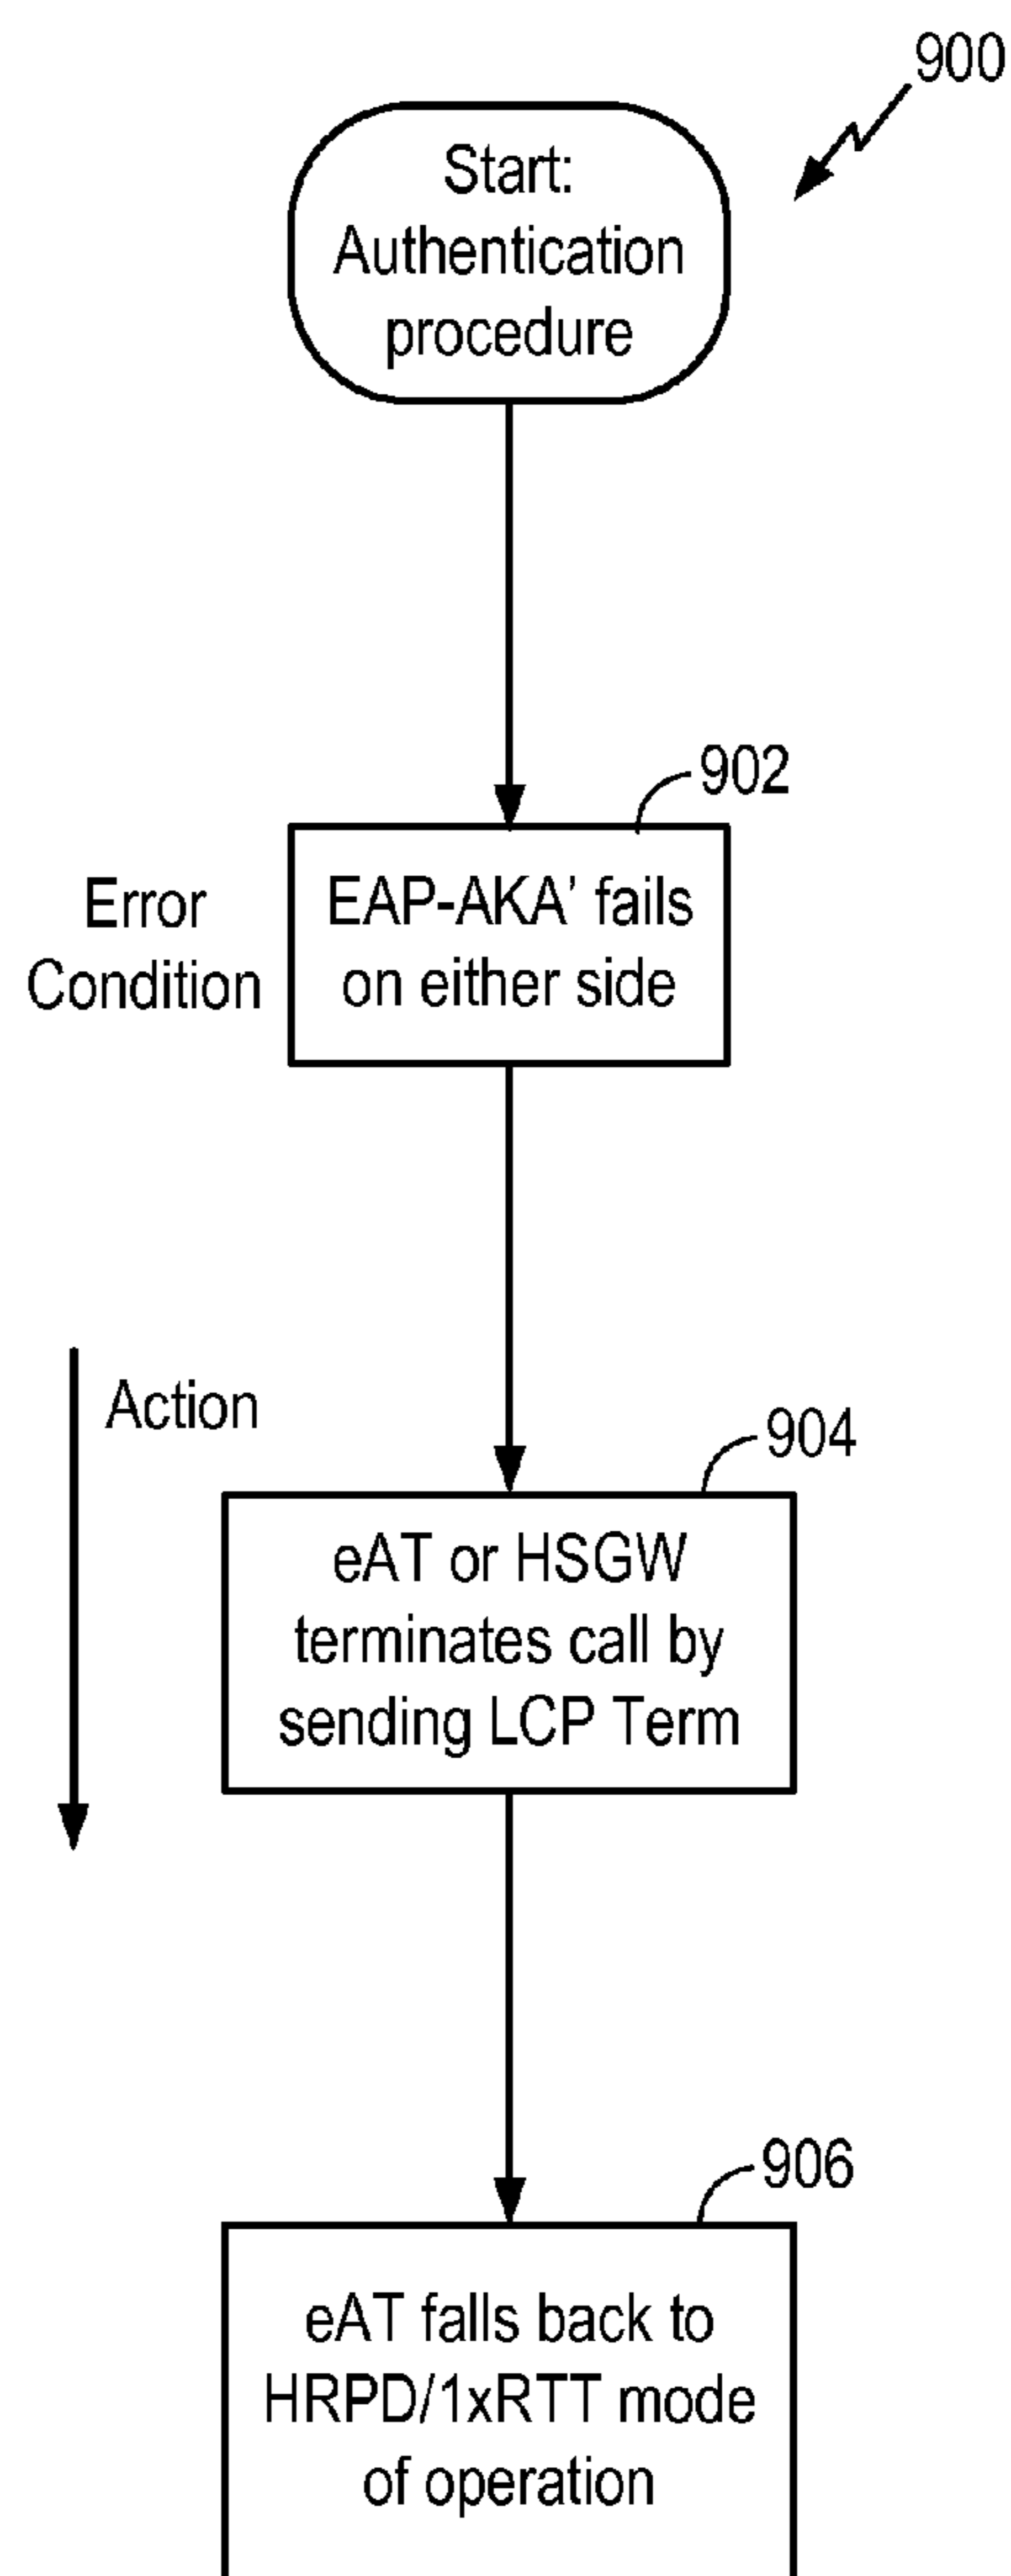 900
Start:
Authentication
procedure
902
Error
Condition
EAP-AKA’ fails
on either side
Action
904
eAT or HSGW
terminates call by
sending LCP Term
906
eAT falls back to
HRPD/1xRTT mode
of operation